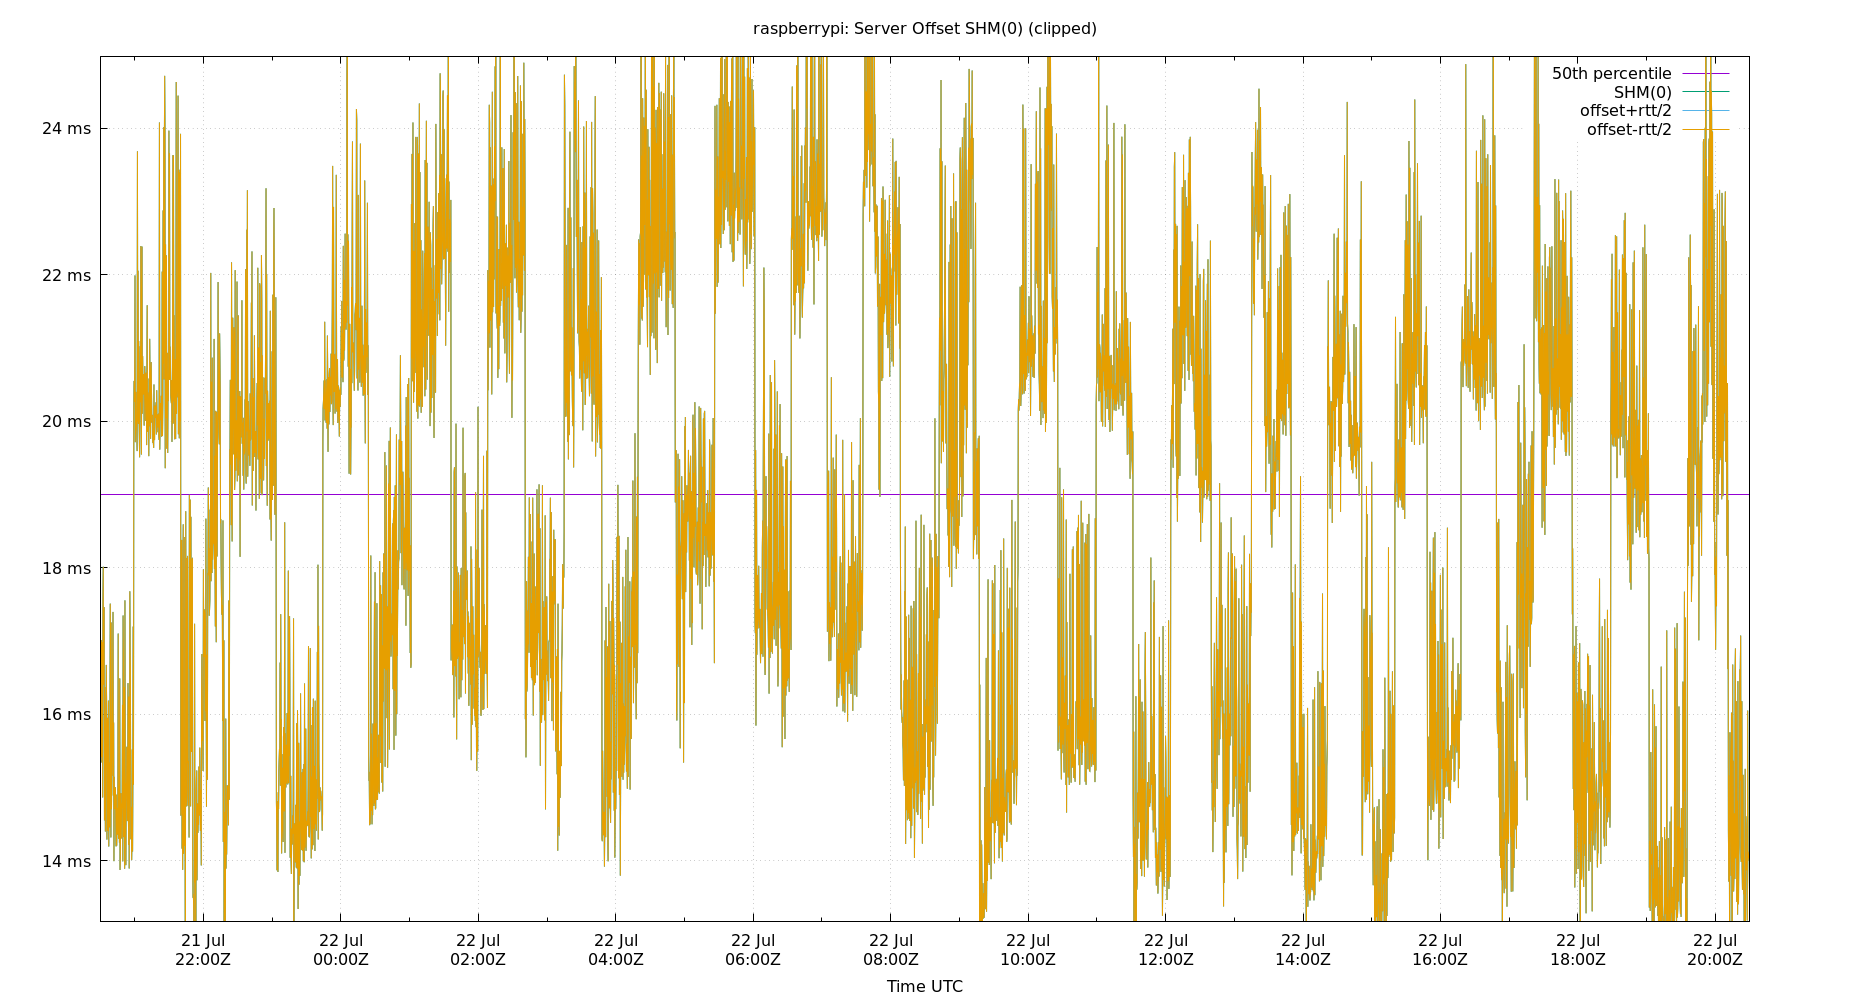 raspberrypi: Server Offset SHM(0) (clipped)
50th percentile
SHM(0)
offset+rtt/2
offset-rtt/2
24 ms
22 ms
20 ms
18 ms
16 ms
14 ms
21 Jul 22 Jul 22 Jul 22 Jul 22 Jul 22 Jul 22 Jul 22 Jul 22 Jul 22 Jul 22 Jul 22 Jul
22:00Z 00:00Z 02:00Z 04:00Z 06:00Z 08:00Z 10:00Z 12:00Z 14:00Z 16:00Z 18:00Z 20:00Z
Time UTC